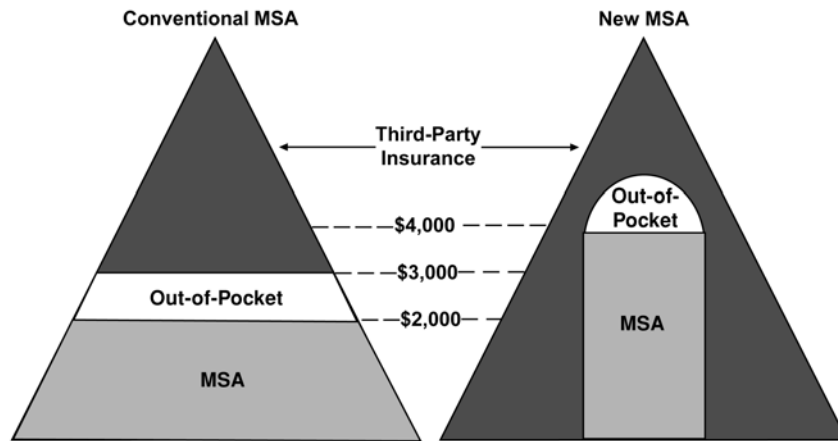 Conventional MSA
New MSA
Third-Party
Insurance
Out-of-
Pocket
$4,000
$3,000
Out-of-Pocket
$2,000
MSA
MSA